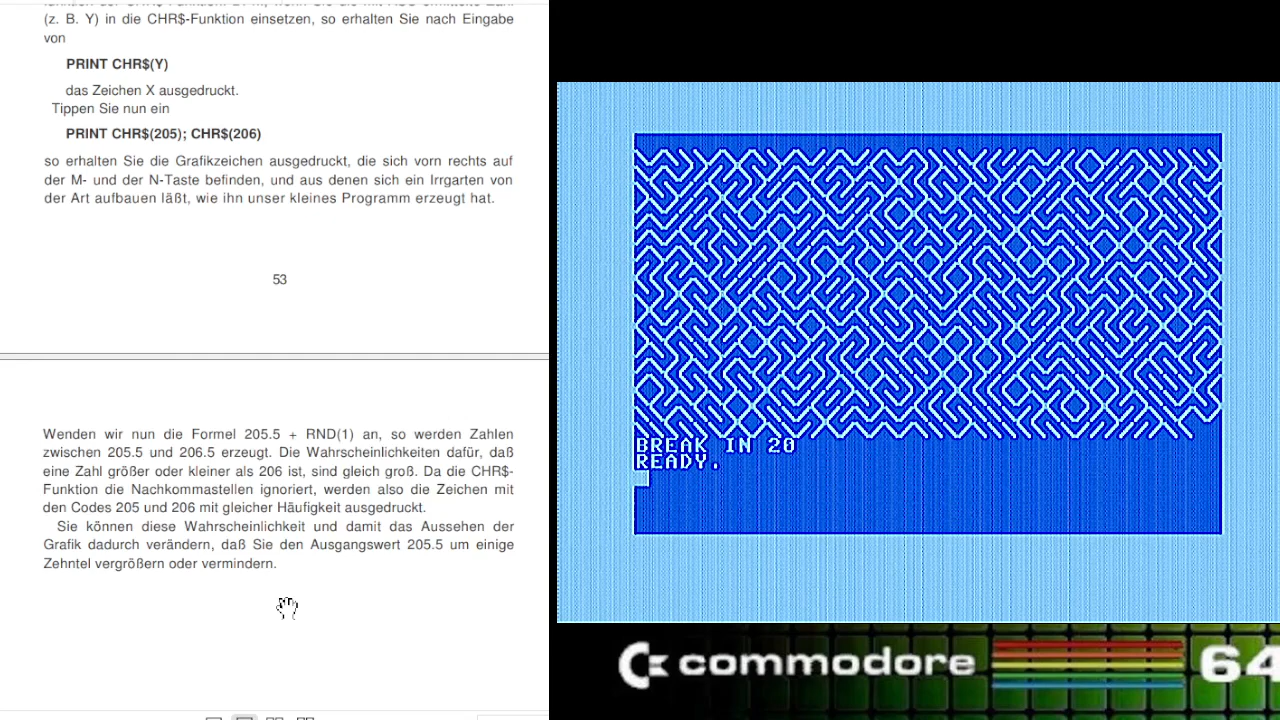 (z. B. Y) in die CHR$-Funktion einsetzen, so erhalten Sie nach Eingabe
von
PRINT CHR$(Y)
das Zeichen X ausgedruckt.
Tippen Sie nun ein
PRINT CHR$(205); CHR$(206)
so erhalten Sie die Grafikzeichen ausgedruckt, die sich vorn rechts auf
der M- und der N-Taste befinden, und aus denen sich ein Irrgarten von
der Art aufbauen läßt, wie ihn unser kleines Programm erzeugt hat.
53
Wenden wir nun die Formel 205.5 + RND(1) an, so werden Zahlen
zwischen 205.5 und 206.5 erzeugt. Die Wahrscheinlichkeiten dafür, daß
eine Zahl größer oder kleiner als 206 ist, sind gleich groß. Da die CHR$-
Funktion die Nachkommastellen ignoriert, werden also die Zeichen mit
den Codes 205 und 206 mit gleicher Häufigkeit ausgedruckt.
Sie können diese Wahrscheinlichkeit und damit das Aussehen der
Grafik dadurch verändern, daß Sie den Ausgangswert 205.5 um einige
Zehntel vergrößern oder vermindern.
BREAK IN 20
READY.
commodore 64